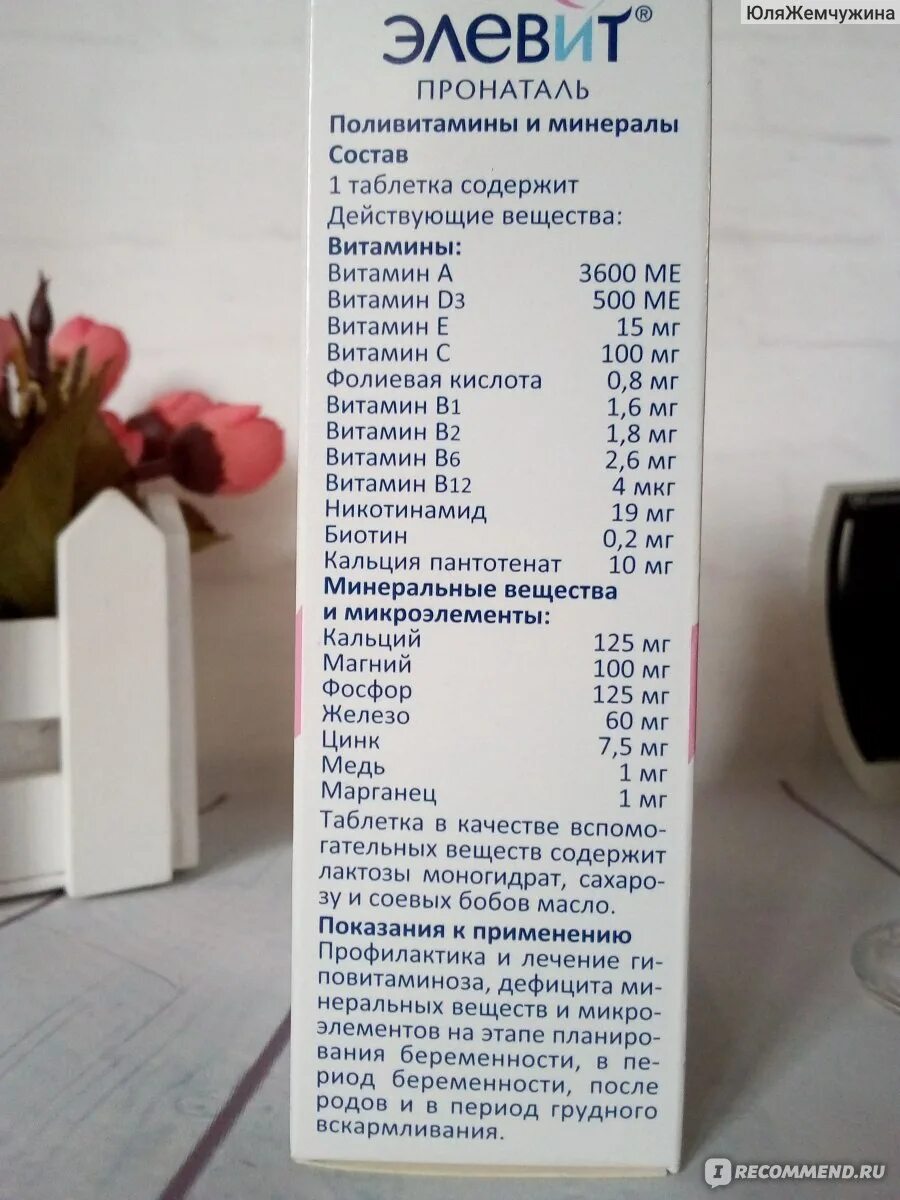 ЮляЖемчужина
элевит®
ПРОНАТАЛЬ
Поливитамины и минералы
Состав
1 таблетка содержит
Действующие вещества:
Витамины:
Витамин А 3600 МЕ
Витамин D3 500 МЕ
Витамин Е 15 мг
Витамин С 100 мг
Фолиевая кислота 0,8 мг
Витамин В1 1,6 мг
Витамин В2 1,8 мг
Витамин В6 2,6 мг
Витамин В12 4 мкг
Никотинамид 19 мг
Биотин 0,2 мг
Кальция пантотенат 10 мг
Минеральные вещества
и микроэлементы:
Кальций 125 мг
Магний 100 мг
Фосфор 125 мг
Железо 60 мг
Цинк 7,5 мг
Медь 1 мг
Марганец 1 мг
Таблетка в качестве вспомо-
гательных веществ содержит
лактозы моногидрат, сахаро-
зу и соевых бобов масло.
Показания к применению
Профилактика и лечение ги-
повитаминоза, дефицита ми-
неральных веществ и микро-
элементов на этапе планиро-
вания беременности, в пе-
риод беременности, после
родов и в период грудного
вскармливания.
I RECOMMEND.RU